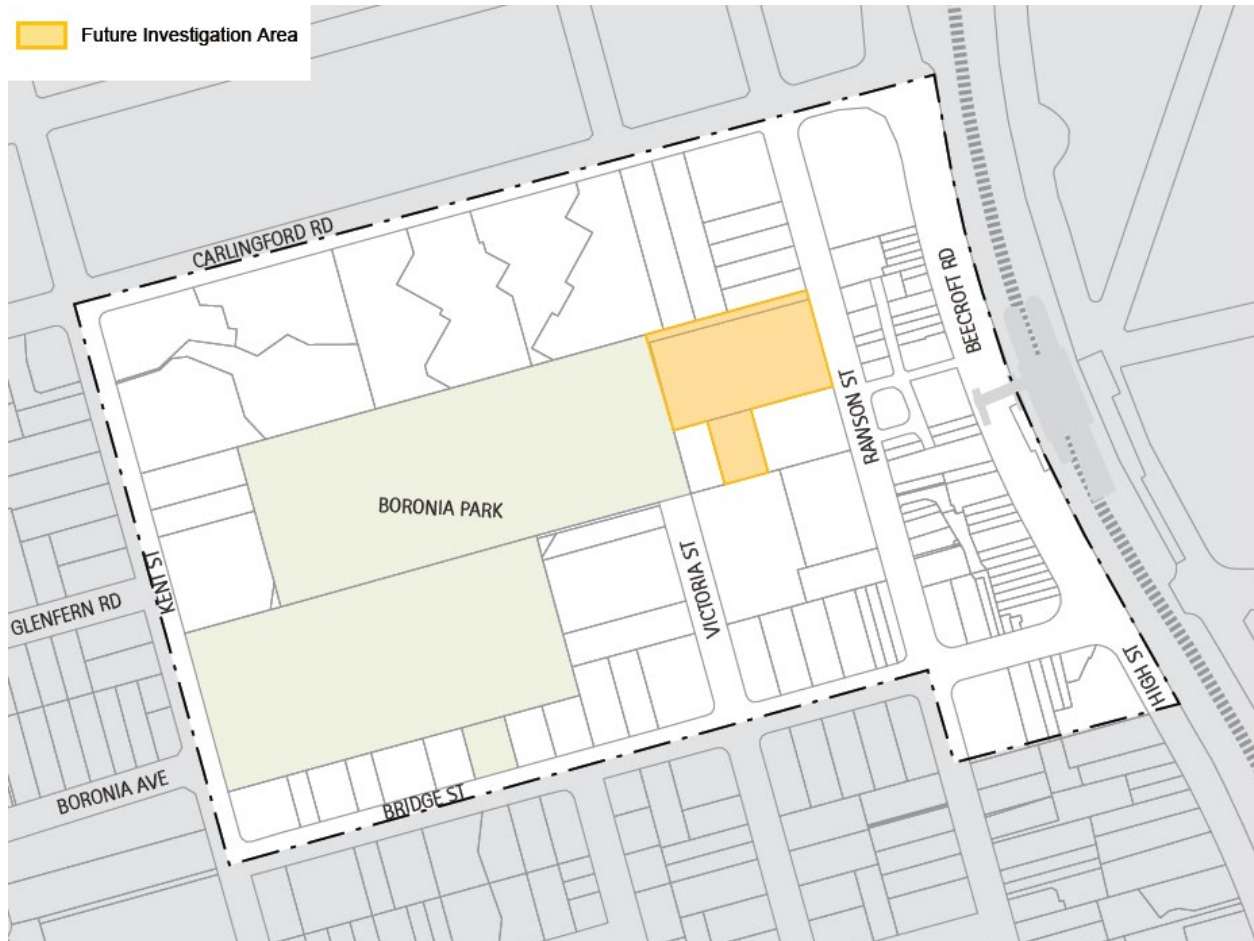 Future Investigation Area
CARLINGFORD RD
BEECROFT RD
RAWSON ST
BORONIA PARK
KENT ST
VICTORIA ST
GLENFERN RD
HIGH ST
BORONIA AVE
BRIDGE ST